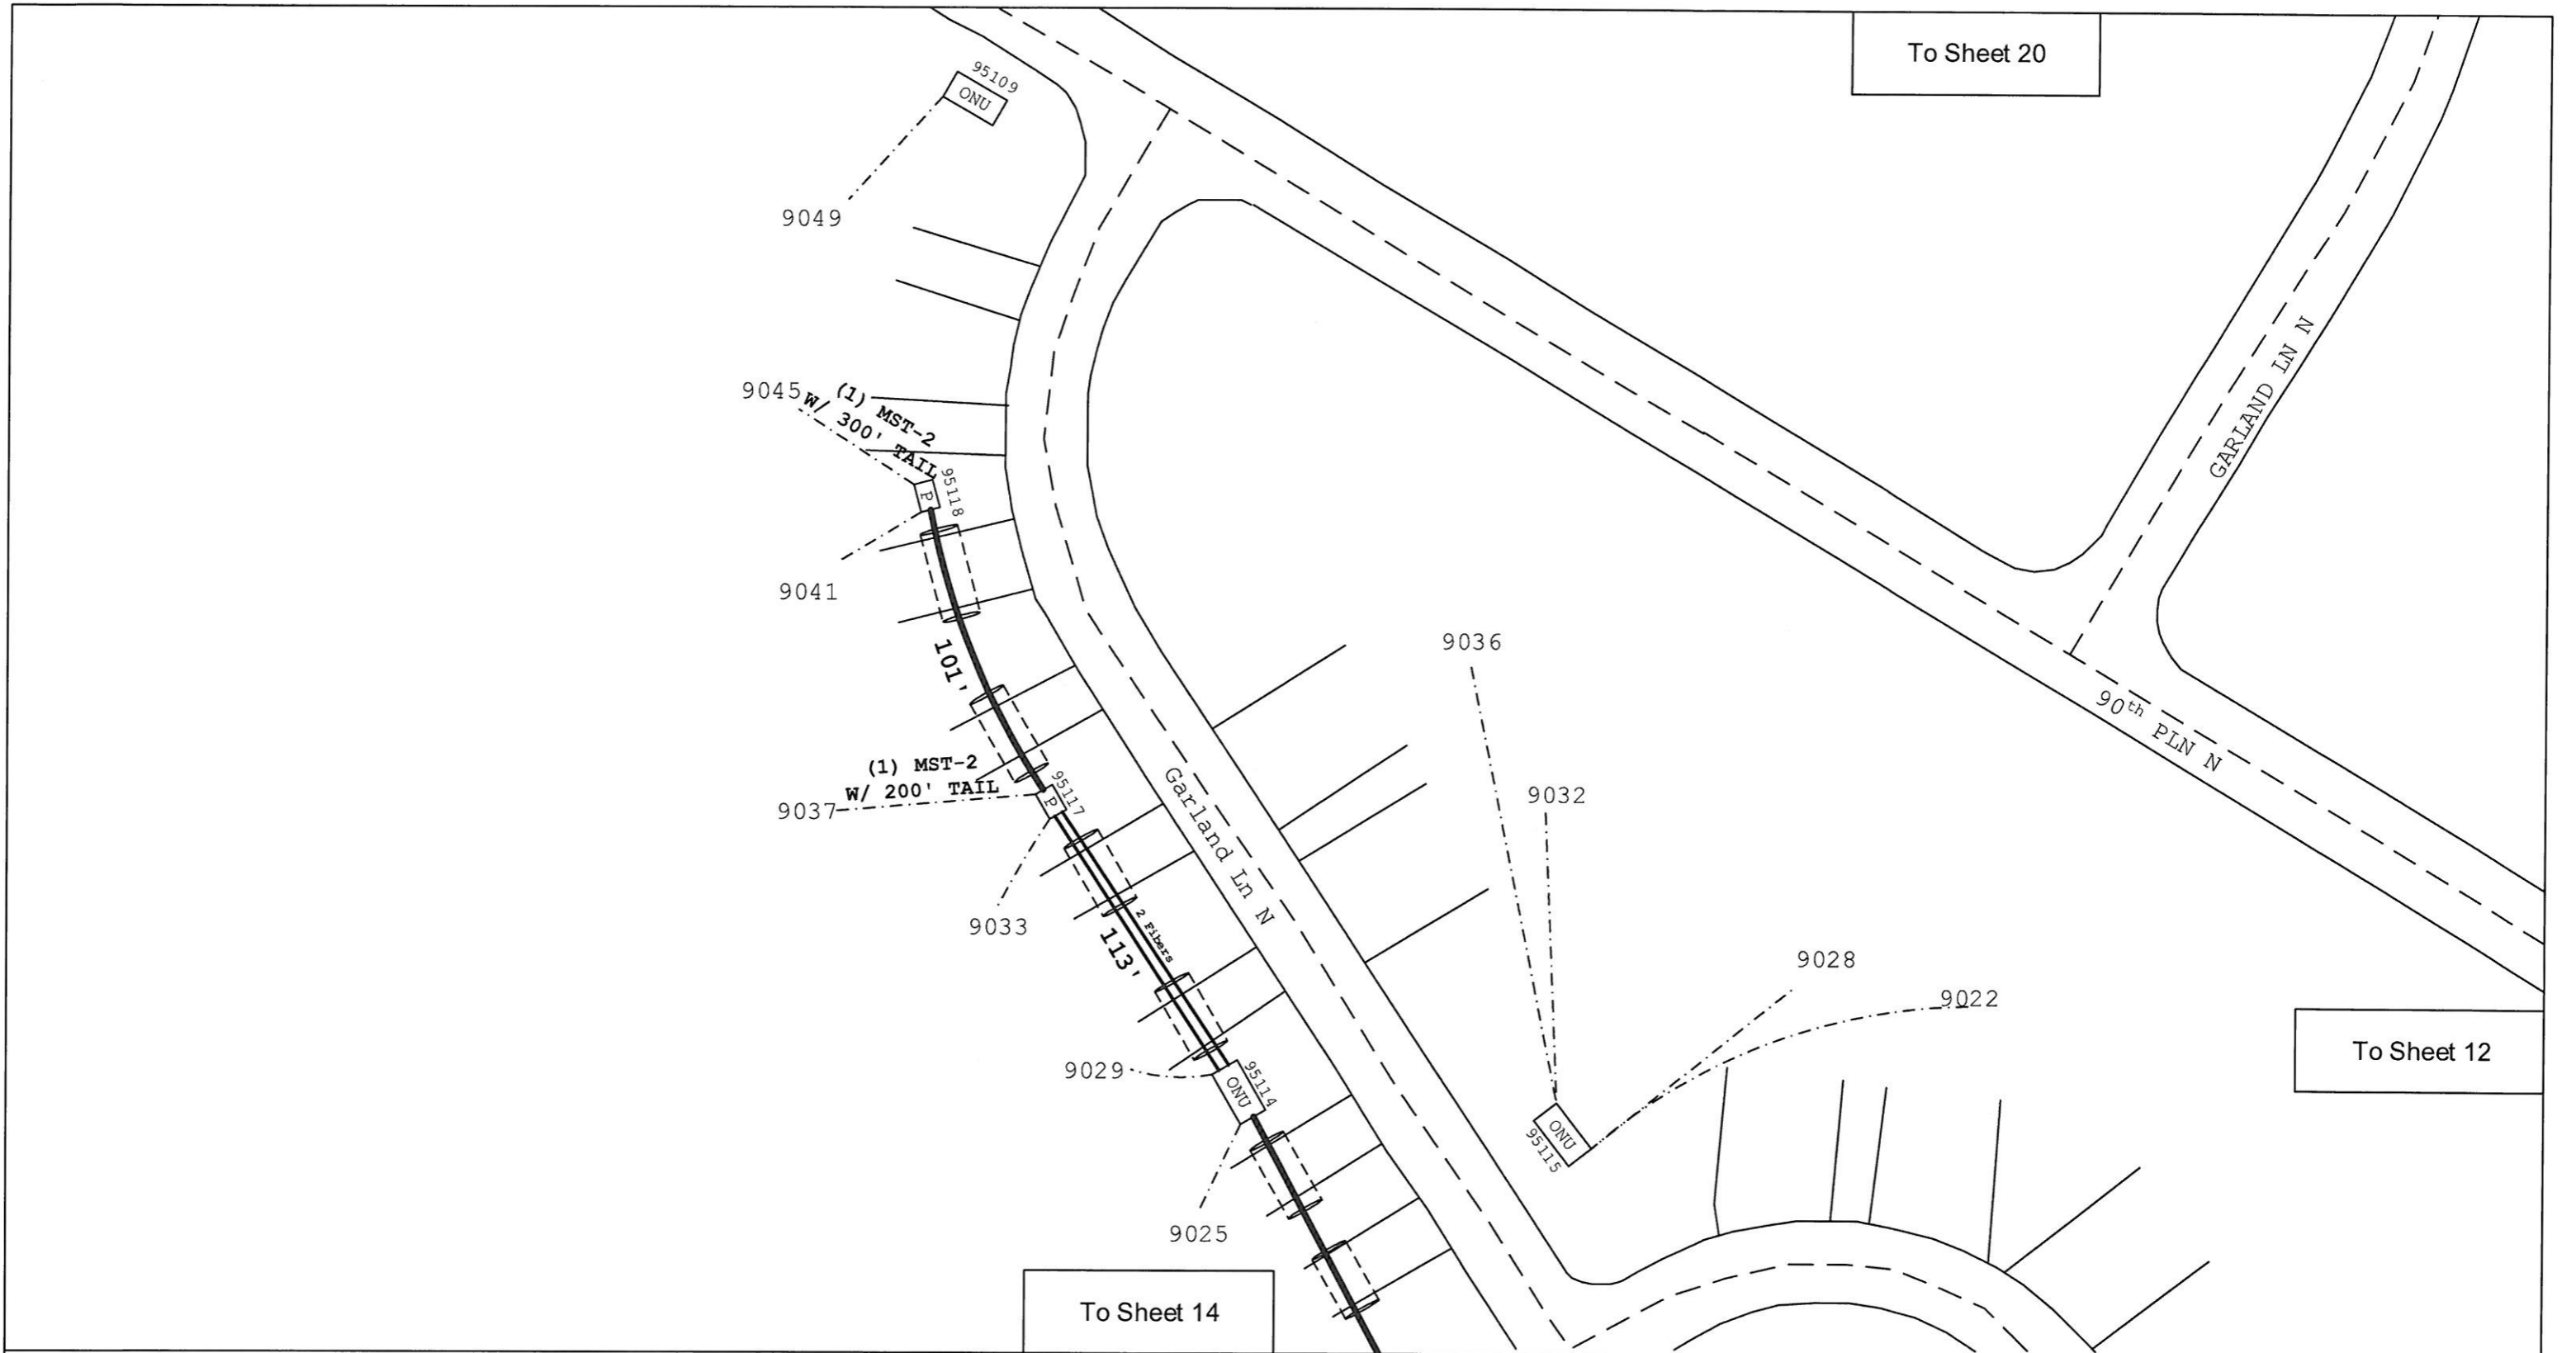 To Sheet 20
95109
ONU
9049
GARLAND LN N
9045
(1) MST-2
W/ 300' TAIL
95118
P
9041
101'
9036
90th PLN N
(1) MST-2
W/ 200' TAIL
9037
95117
P
Garland Ln N
9032
9033
2 Fibers
113'
9028
9022
To Sheet 12
9029
95114
ONU
ONU
95115
9025
To Sheet 14